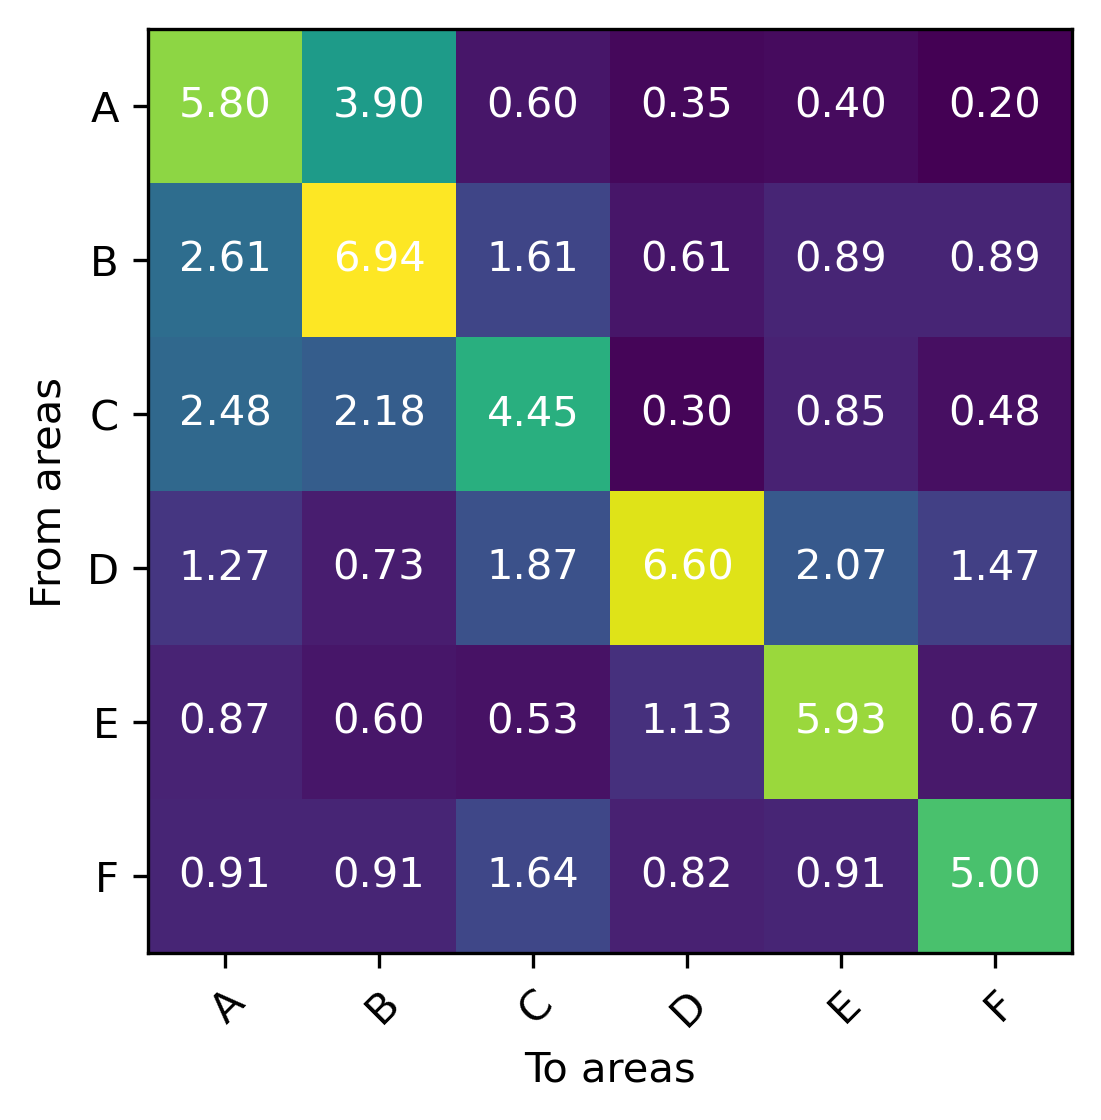 A 5.80 3.90 0.60 0.35 0.40 0.20
B 2.61 6.94 1.61 0.61 0.89 0.89
C 2.48 2.18 4.45 0.30 0.85 0.48
D 1.27 0.73 1.87 6.60 2.07 1.47
E 0.87 0.60 0.53 1.13 5.93 0.67
F 0.91 0.91 1.64 0.82 0.91 5.00
A B C D E F
From areas
To areas